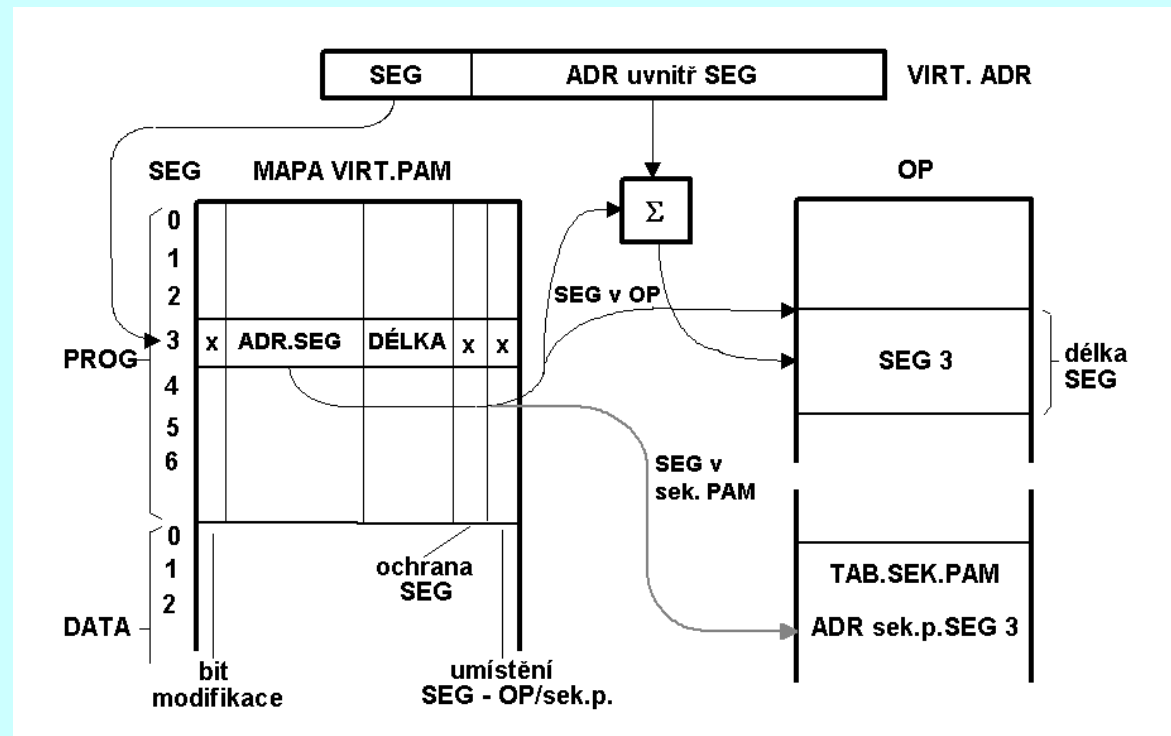 SEG ADR uvnitř SEG VIRT. ADR
SEG MAPA VIRT.PAM OP
Σ
0
1
2
SEG v OP
3 x ADR.SEG DÉLKA x x
PROG
SEG 3
délka
SEG
4
5
6
SEG v
sek. PAM
0
1
2
DATA
ochrana
SEG
TAB.SEK.PAM
ADR sek.p.SEG 3
bit
modifikace
umístění
SEG - OP/sek.p.